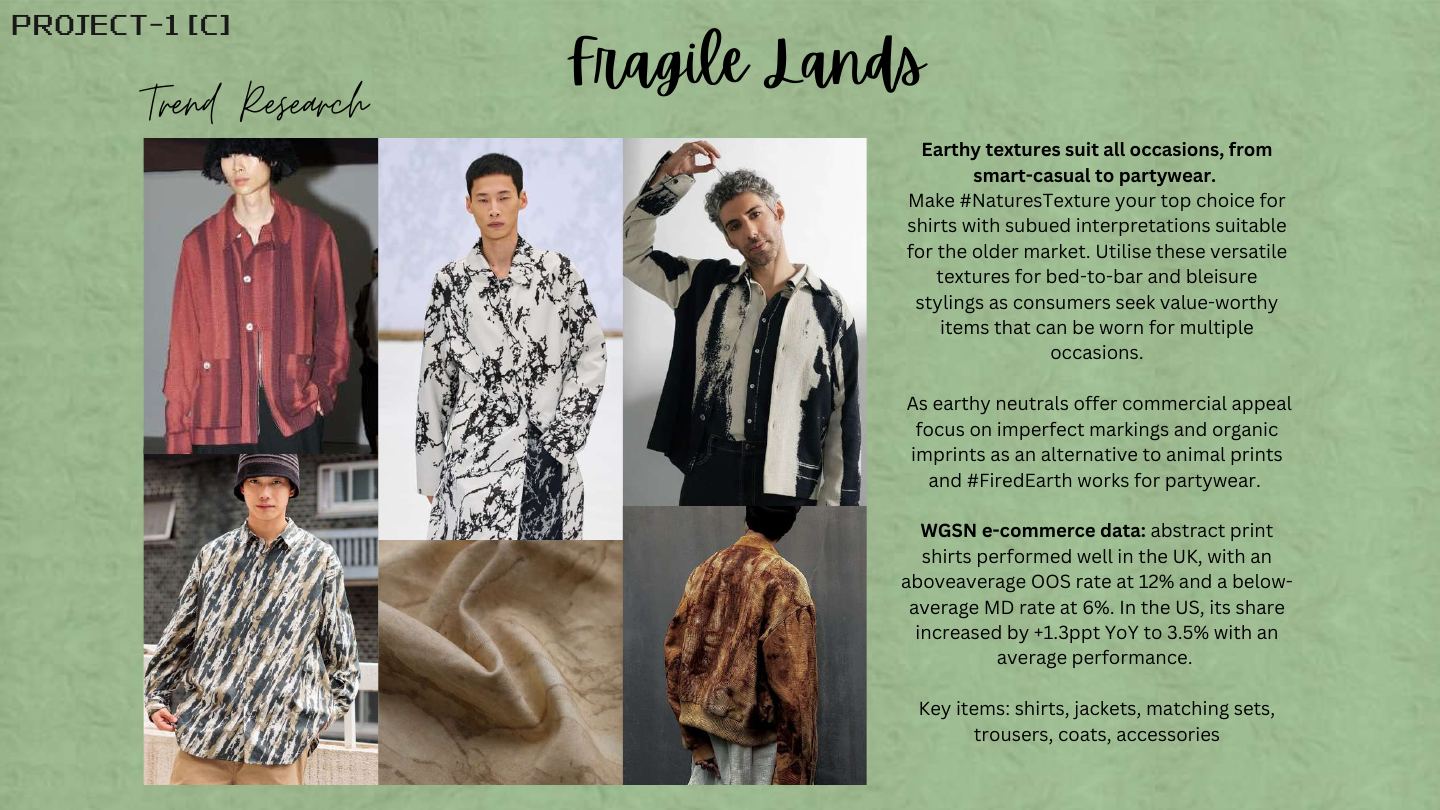 PROJECT-1 [C]
Fragile Lands
Trend Research
Earthy textures suit all occasions, from
smart-casual to partywear.
Make #NaturesTexture your top choice for
shirts with subued interpretations suitable
for the older market. Utilise these versatile
textures for bed-to-bar and bleisure
stylings as consumers seek value-worthy
items that can be worn for multiple
occasions.
As earthy neutrals offer commercial appeal
focus on imperfect markings and organic
imprints as an alternative to animal prints
and #FiredEarth works for partywear.
WGSN e-commerce data: abstract print
shirts performed well in the UK, with an
aboveaverage OOS rate at 12% and a below-
average MD rate at 6%. In the US, its share
increased by +1.3ppt YoY to 3.5% with an
average performance.
Key items: shirts, jackets, matching sets,
trousers, coats, accessories